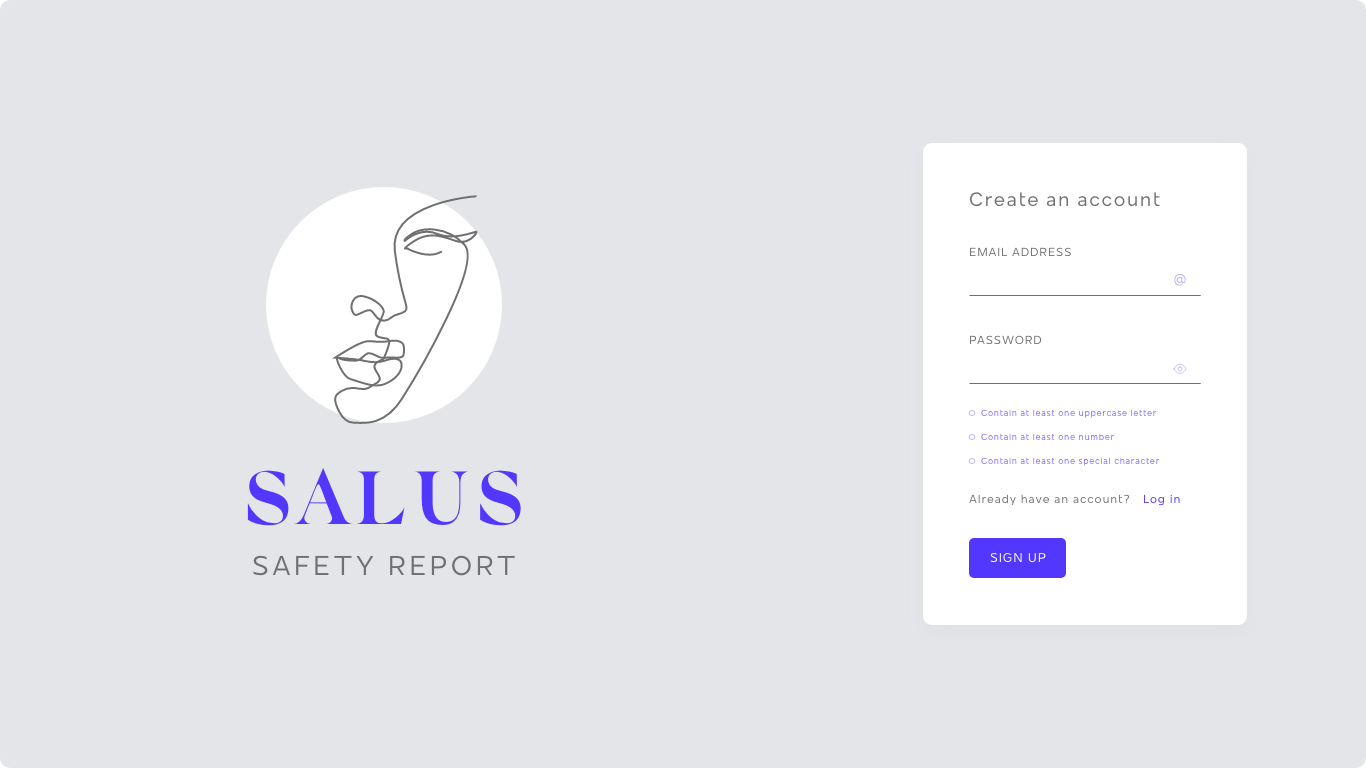 SALUS
SAFETY REPORT
Create an account
EMAIL ADDRESS
@
PASSWORD
Contain at least one uppercase letter
Contain at least one number
Contain at least one special character
Already have an account? Log in
SIGN UP